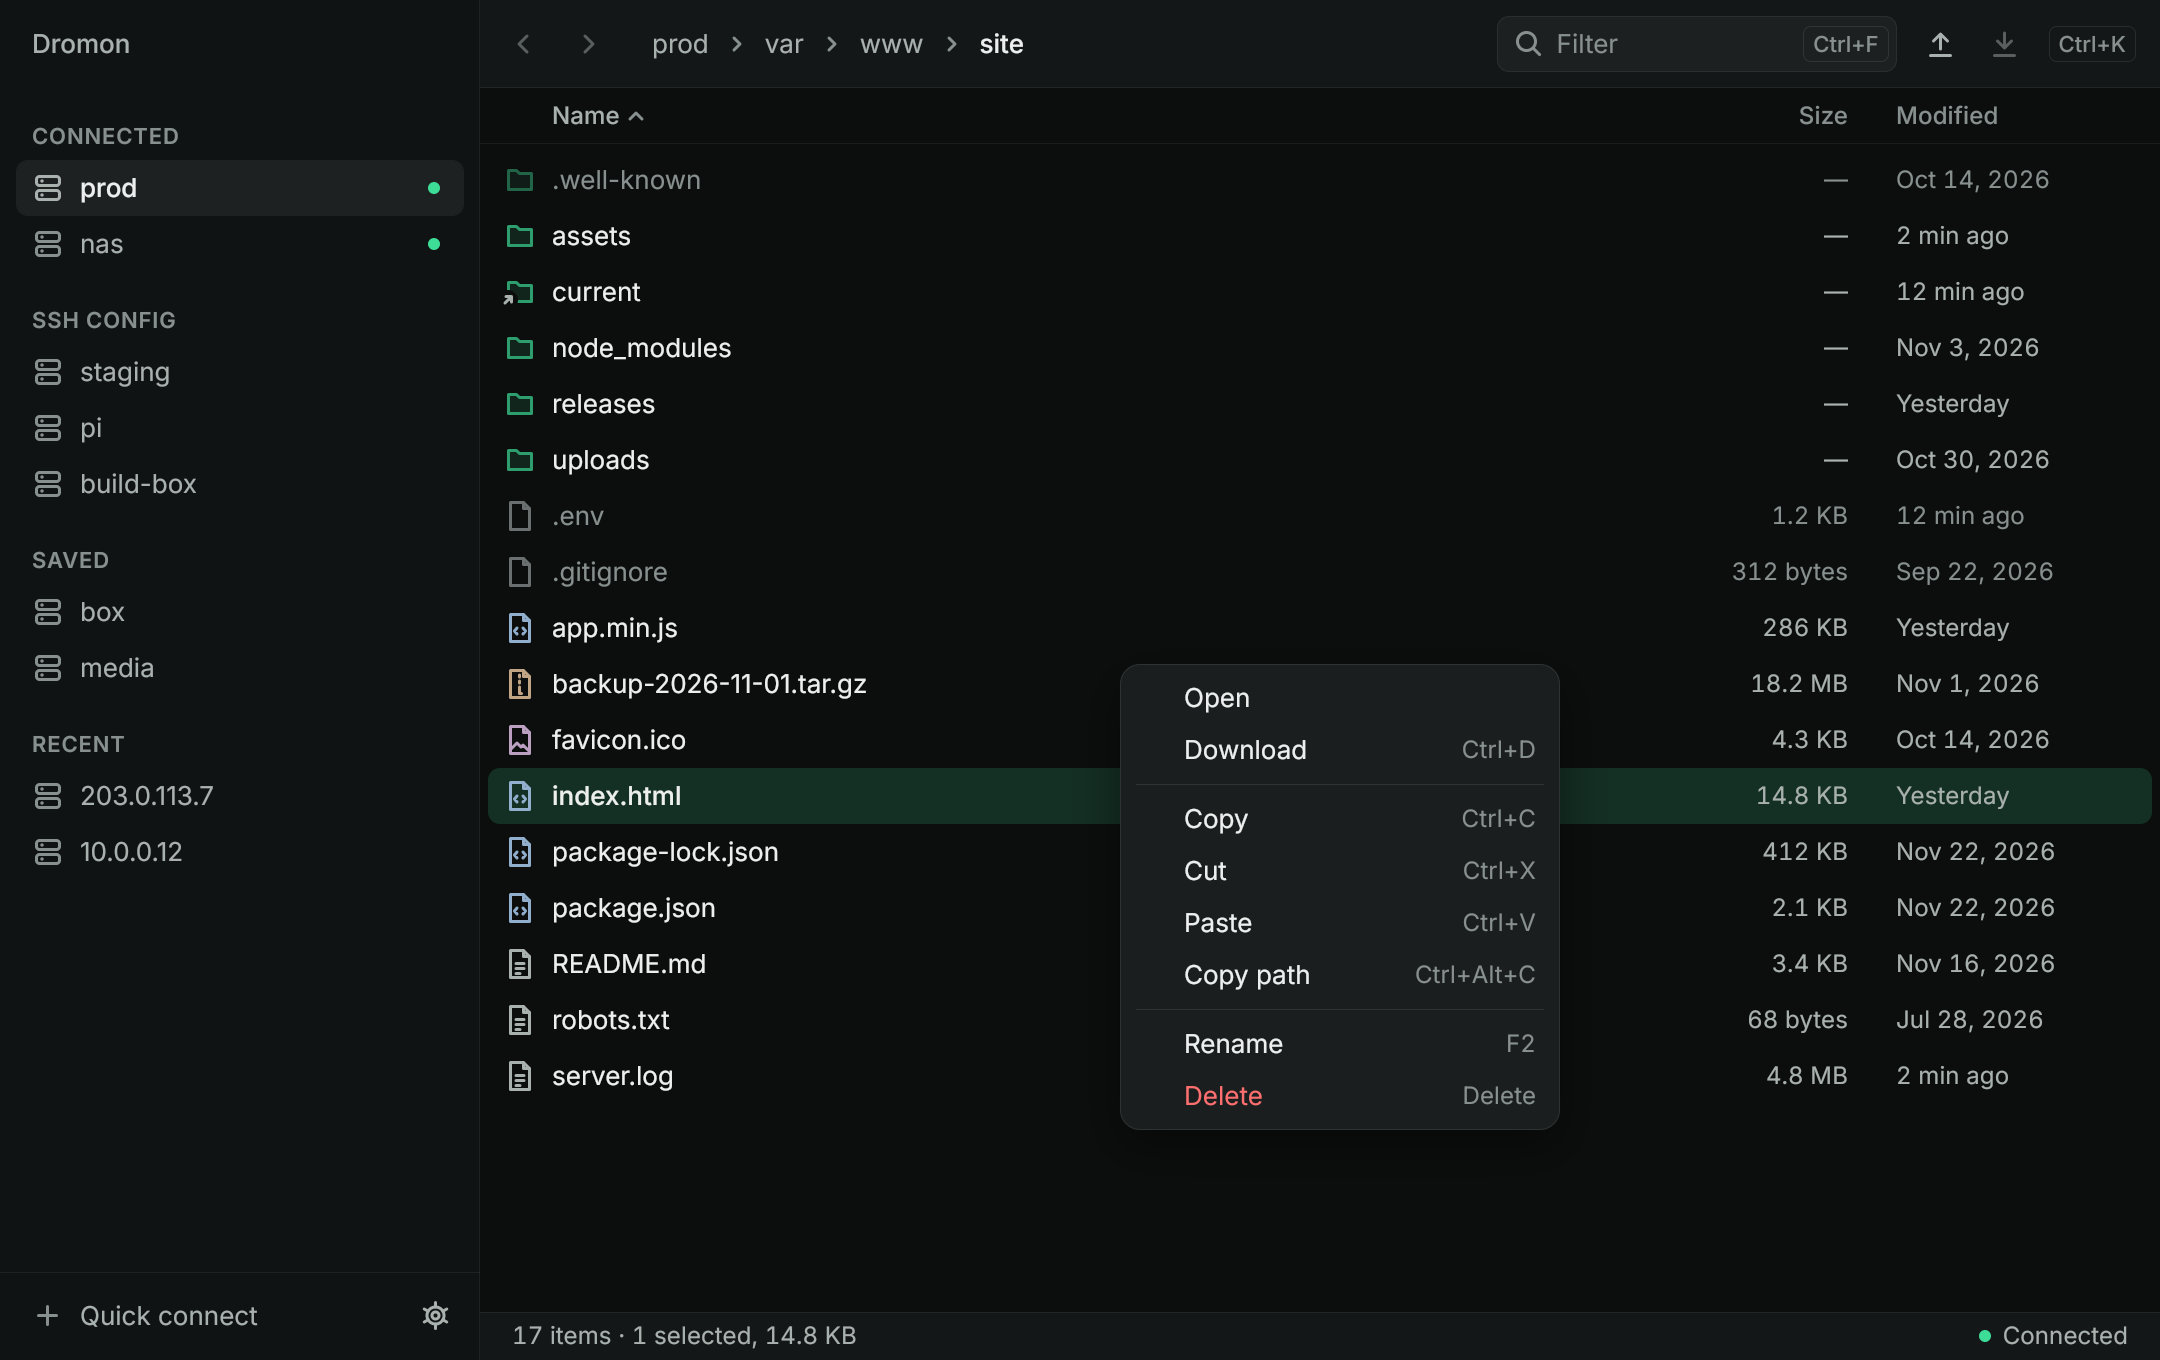 Dromon
CONNECTED
prod
nas
SSH CONFIG
staging
pi
build-box
SAVED
box
media
RECENT
203.0.113.7
10.0.0.12
Quick connect
prod > var > www > site
Filter Ctrl+F
Ctrl+K
Name Size Modified
.well-known — Oct 14, 2026
assets — 2 min ago
current — 12 min ago
node_modules — Nov 3, 2026
releases — Yesterday
uploads — Oct 30, 2026
.env 1.2 KB 12 min ago
.gitignore 312 bytes Sep 22, 2026
app.min.js 286 KB Yesterday
backup-2026-11-01.tar.gz 18.2 MB Nov 1, 2026
favicon.ico 4.3 KB Oct 14, 2026
index.html 14.8 KB Yesterday
package-lock.json 412 KB Nov 22, 2026
package.json 2.1 KB Nov 22, 2026
README.md 3.4 KB Nov 16, 2026
robots.txt 68 bytes Jul 28, 2026
server.log 4.8 MB 2 min ago
Open
Download Ctrl+D
Copy Ctrl+C
Cut Ctrl+X
Paste Ctrl+V
Copy path Ctrl+Alt+C
Rename F2
Delete Delete
17 items · 1 selected, 14.8 KB
Connected